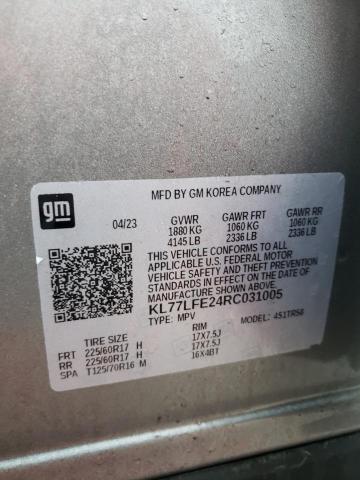 gm
MFD BY GM KOREA COMPANY
04/23 GVWR GAWR FRT GAWR RR
1880 KG 1060 KG 1060 KG
4145 LB 2336 LB 2336 LB
THIS VEHICLE CONFORMS TO ALL
APPLICABLE U.S. FEDERAL MOTOR
VEHICLE SAFETY AND THEFT PREVENTION
STANDARDS IN EFFECT ON THE DATE OF
MANUFACTURE SHOWN ABOVE.
KL77LFE24RC031005
TYPE: MPV MODEL: 4S1TR56
TIRE SIZE RIM
FRT 225/60R17 H 17X7.5J
RR 225/60R17 H 17X7.5J
SPA T125/70R16 M 16X4BT